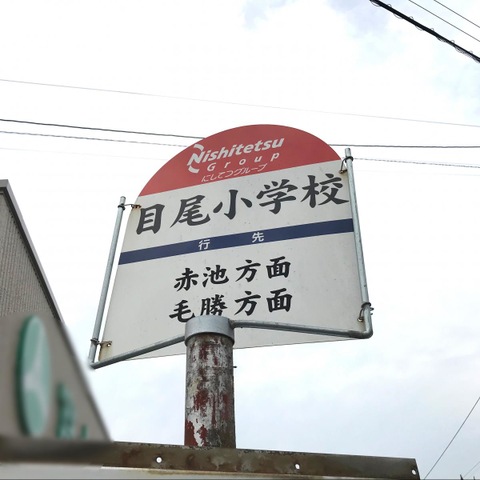 Nishitetsu
Group
にしてつグループ
目尾小学校
行先
赤池方面
毛勝方面